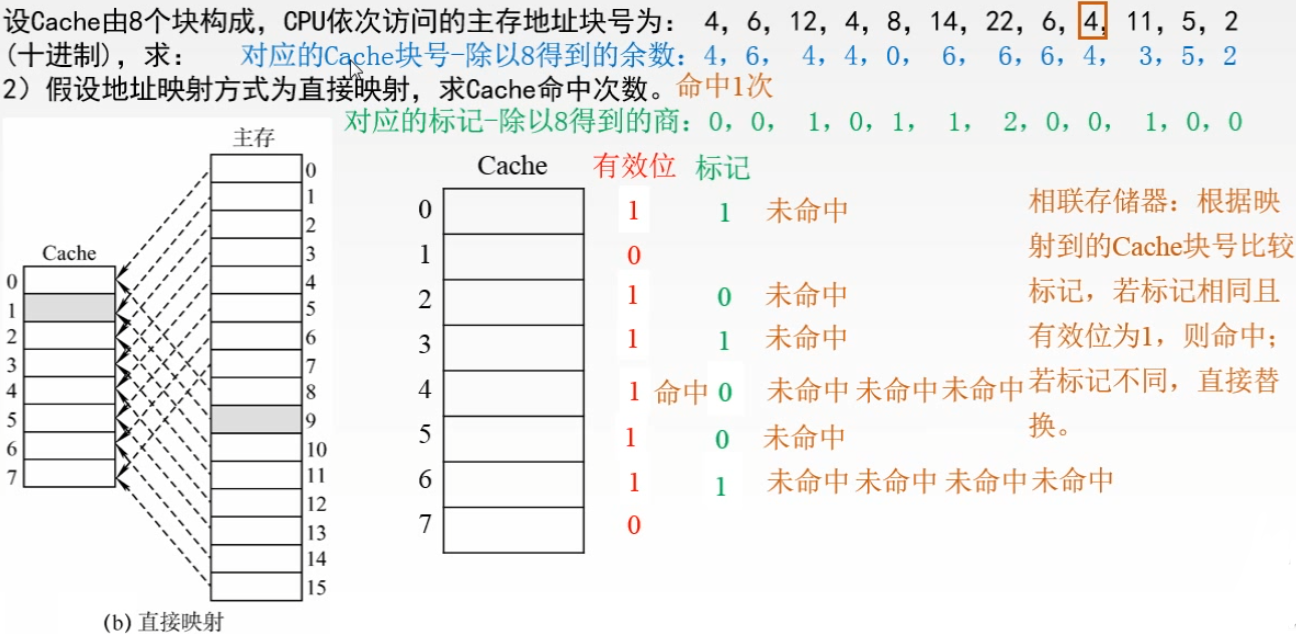 设Cache由8个块构成，CPU依次访问的主存地址块号为： 4，6，12，4，8，14，22，6，4，11，5，2
(十进制)，求： 对应的Cache块号-除以8得到的余数：4，6， 4，4，0， 6， 6，6，4， 3，5，2
2）假设地址映射方式为直接映射，求Cache命中次数。命中1次
对应的标记-除以8得到的商：0，0， 1，0，1， 1， 2，0，0， 1，0，0
主存
0
1
2
3
4
5
6
7
8
9
10
11
12
13
14
15
Cache
0
1
2
3
4
5
6
7
(b) 直接映射
Cache 有效位 标记
0 1 1 未命中
1 0
2 1 0 未命中
3 1 1 未命中
4 1 命中 0 未命中 未命中 未命中
5 1 0 未命中
6 1 1 未命中 未命中 未命中 未命中
7 0
相联存储器：根据映
射到的Cache块号比较
标记，若标记相同且
有效位为1，则命中；
若标记不同，直接替
换。